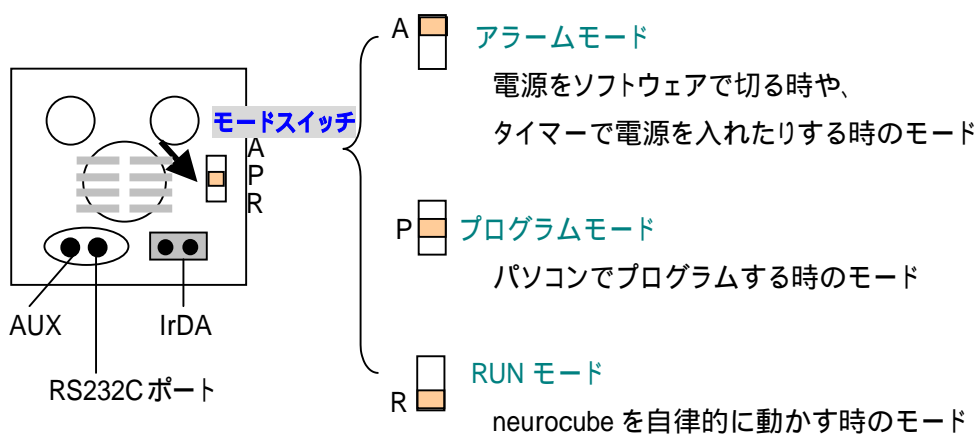 モードスイッチ
A
P
R
AUX
IrDA
RS232Cポート
A
アラームモード
電源をソフトウェアで切る時や、
タイマーで電源を入れたりする時のモード
P
プログラムモード
パソコンでプログラムする時のモード
R
RUN モード
neurocube を自律的に動かす時のモード